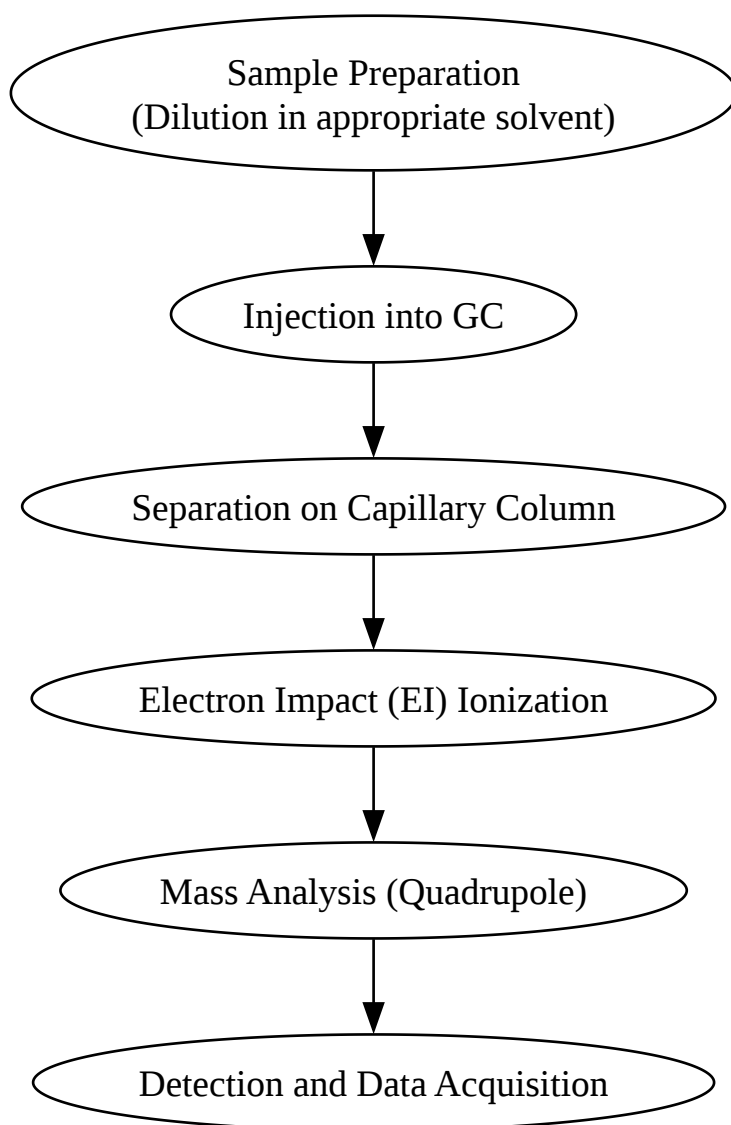 Sample Preparation
(Dilution in appropriate solvent)
Injection into GC
Separation on Capillary Column
Electron Impact (EI) Ionization
Mass Analysis (Quadrupole)
Detection and Data Acquisition